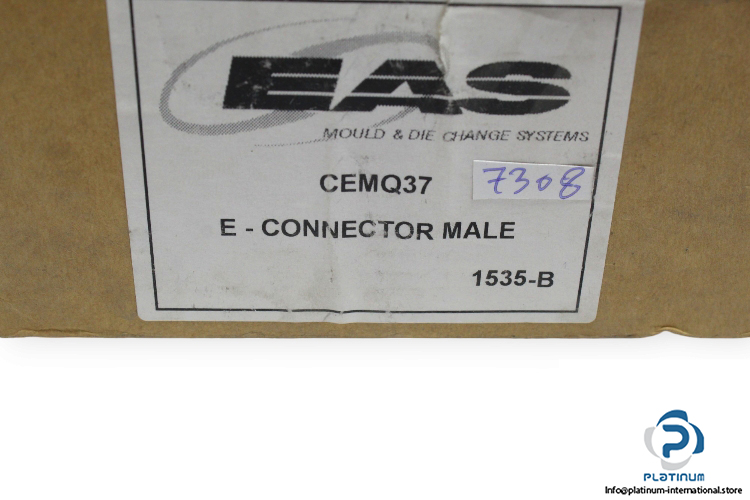 EAS
MOULD & DIE CHANGE SYSTEMS
CEMQ37 7308
E - CONNECTOR MALE
1535-B
PLATINUM
Info@platinum-international.store